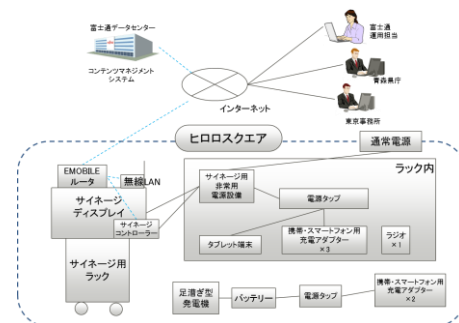 富士通データセンター
コンテンツマネジメント
システム
富士通
運用担当
青森県庁
東京事務所
インターネット
ヒロロスクエア
通常電源
EMOBILE
ルータ
無線LAN
サイネージ
ディスプレイ
サイネージ
コントローラー
サイネージ用
ラック
ラック内
サイネージ用
非常用
電源設備
電源タップ
タブレット端末
携帯・スマートフォン用
充電アダプター
×3
ラジオ
×1
足漕ぎ型
発電機
バッテリー
電源タップ
携帯・スマートフォン用
充電アダプター
×2